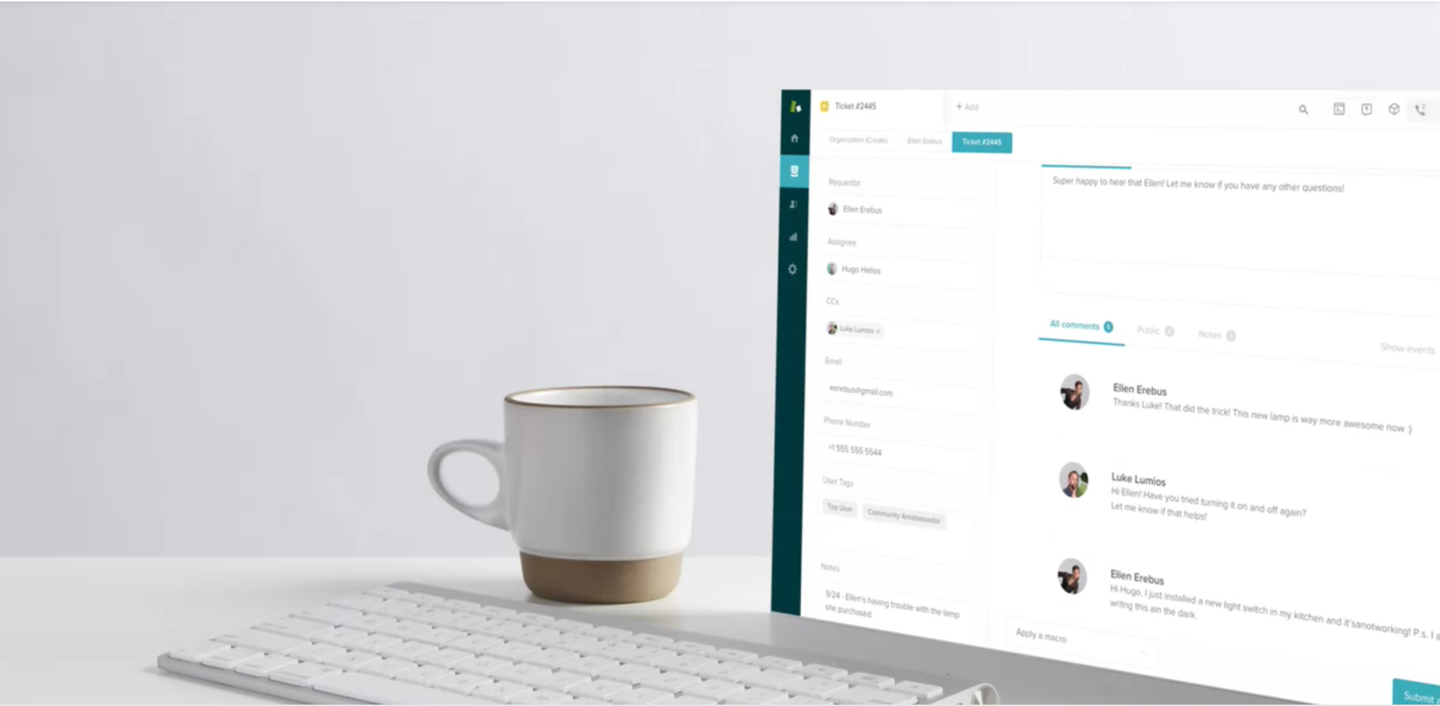 Ticket #2445
+ Add
Organization (Create)
Ellen Erebus
Ticket #2445
Requestor
Ellen Erebus
Assignee
Hugo Helios
CCs
Luke Lumios ×
Email
eerebus@gmail.com
Phone Number
+1 555 555 5544
User Tags
Top User
Community Ambassador
Notes
9/24 - Ellen's having trouble with the lamp
she purchased.
Super happy to hear that Ellen! Let me know if you have any other questions!
All comments 5
Public 4
Notes 1
Show events
Ellen Erebus
Thanks Luke! That did the trick! This new lamp is way more awesome now :)
Luke Lumios
Hi Ellen! Have you tried turning it on and off again?
Let me know if that helps!
Ellen Erebus
Hi Hugo, I just installed a new light switch in my kitchen and it'sanotworking! P.s. I a
writng this ain the dark.
Apply a macro
Submit